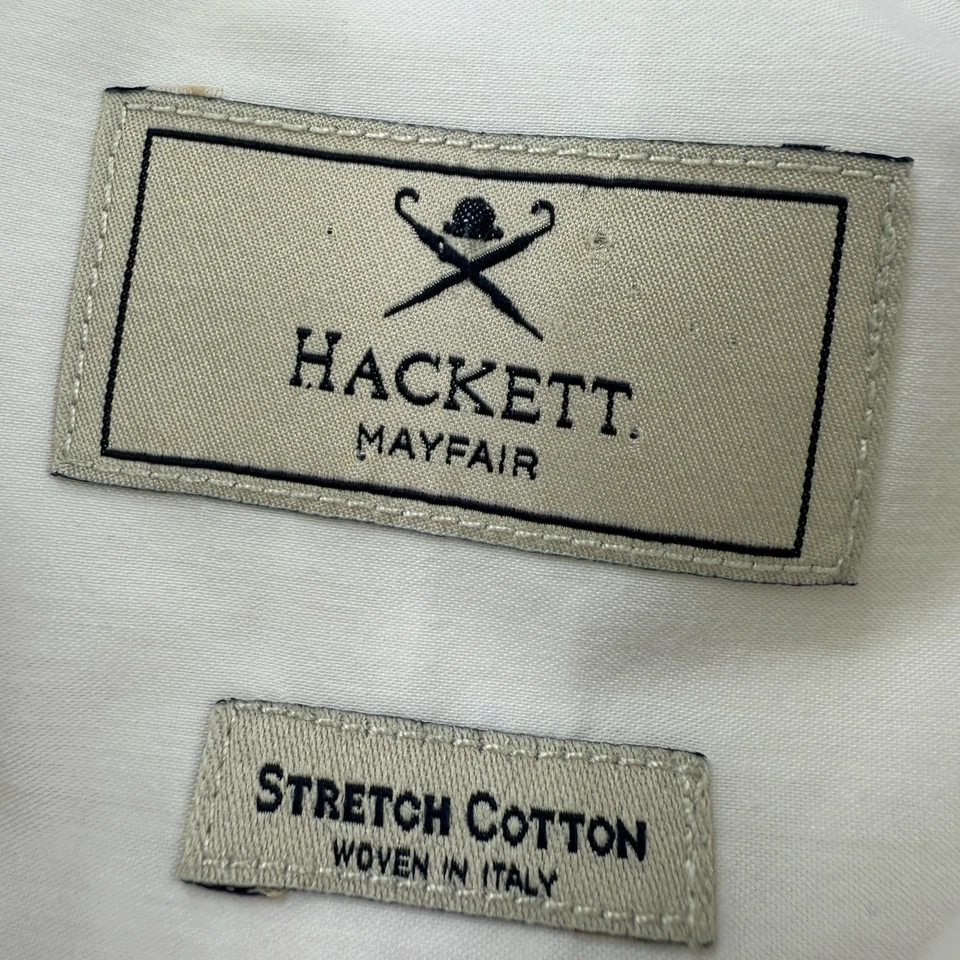 HACKETT.
MAYFAIR
STRETCH COTTON
WOVEN IN ITALY